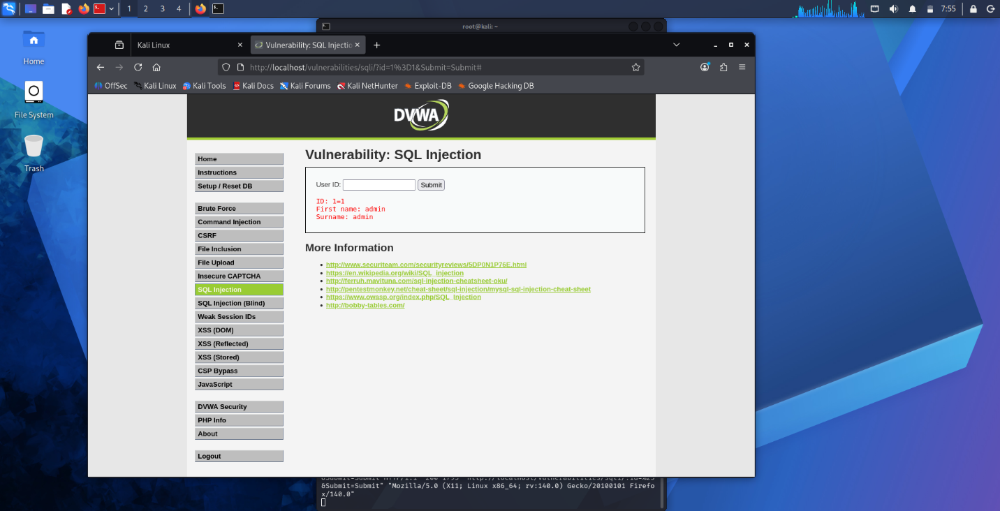 1 2 3 4
7:55
root@kali: ~
Home
File System
Trash
Kali Linux
Vulnerability: SQL Injectio
http://localhost/vulnerabilities/sqli/?id=1%3D1&Submit=Submit#
OffSec Kali Linux Kali Tools Kali Docs Kali Forums Kali NetHunter Exploit-DB Google Hacking DB
DVWA
Home
Instructions
Setup / Reset DB
Brute Force
Command Injection
CSRF
File Inclusion
File Upload
Insecure CAPTCHA
SQL Injection
SQL Injection (Blind)
Weak Session IDs
XSS (DOM)
XSS (Reflected)
XSS (Stored)
CSP Bypass
JavaScript
DVWA Security
PHP Info
About
Logout
Vulnerability: SQL Injection
User ID: Submit
ID: 1=1
First name: admin
Surname: admin
More Information
http://www.securiteam.com/securityreviews/5DP0N1P76E.html
https://en.wikipedia.org/wiki/SQL_injection
http://ferruh.mavituna.com/sql-injection-cheatsheet-oku/
http://pentestmonkey.net/cheat-sheet/sql-injection/mysql-sql-injection-cheat-sheet
https://www.owasp.org/index.php/SQL_Injection
http://bobby-tables.com/
&Submit=Submit" "Mozilla/5.0 (X11; Linux x86_64; rv:140.0) Gecko/20100101 Firefo
x/140.0"